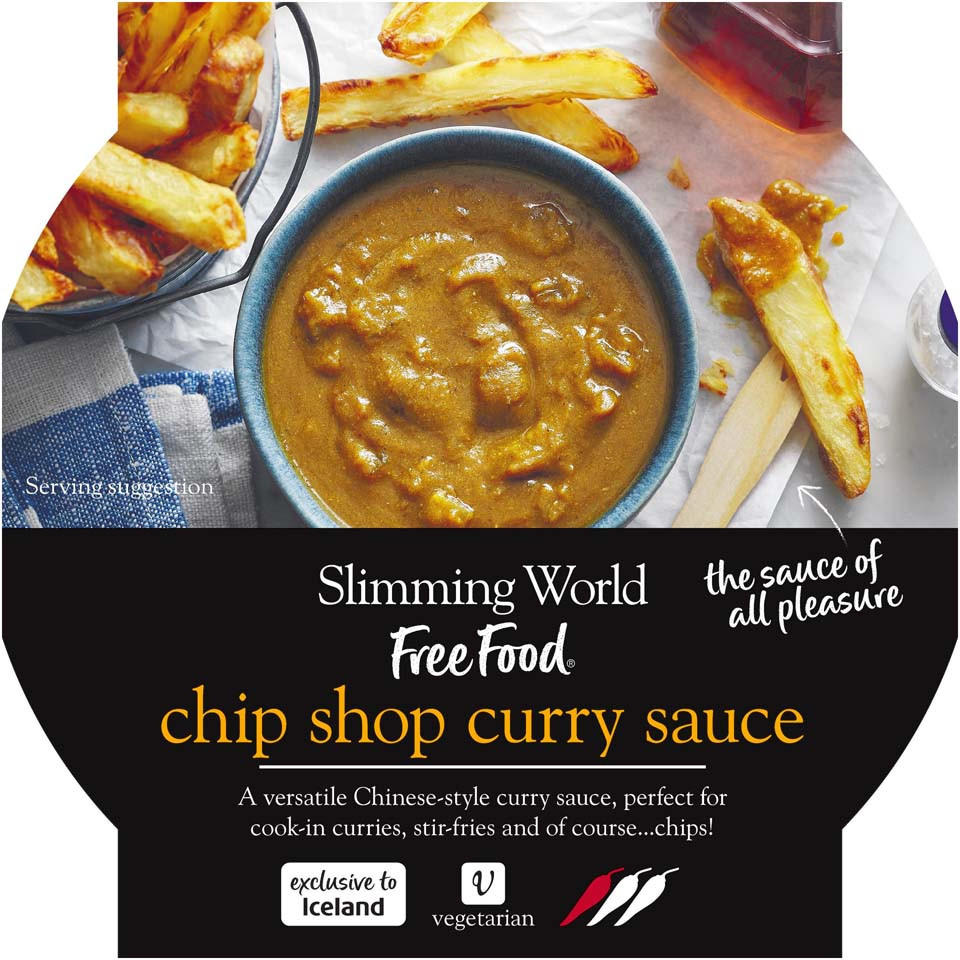 Serving suggestion
the sauce of
all pleasure
Slimming World
Free Food®
chip shop curry sauce
A versatile Chinese-style curry sauce, perfect for
cook-in curries, stir-fries and of course...chips!
exclusive to
Iceland
V
vegetarian